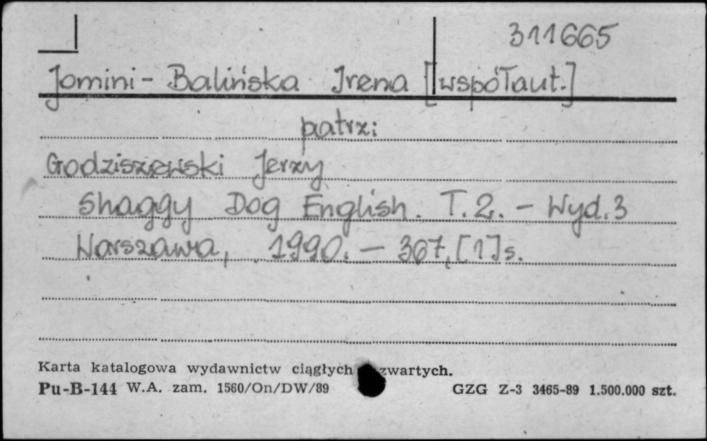 311665
Jomini-Balińska Irena [współaut.]
patrz:
Godziszewski Jerzy
Shaggy Dog English. T.2. - Wyd.3
Warszawa, 1990. - 367,[1]s.
Karta katalogowa wydawnictw ciągłych zwartych.
Pu-B-144 W.A. zam. 1560/On/DW/89 GZG Z-3 3465-89 1.500.000 szt.